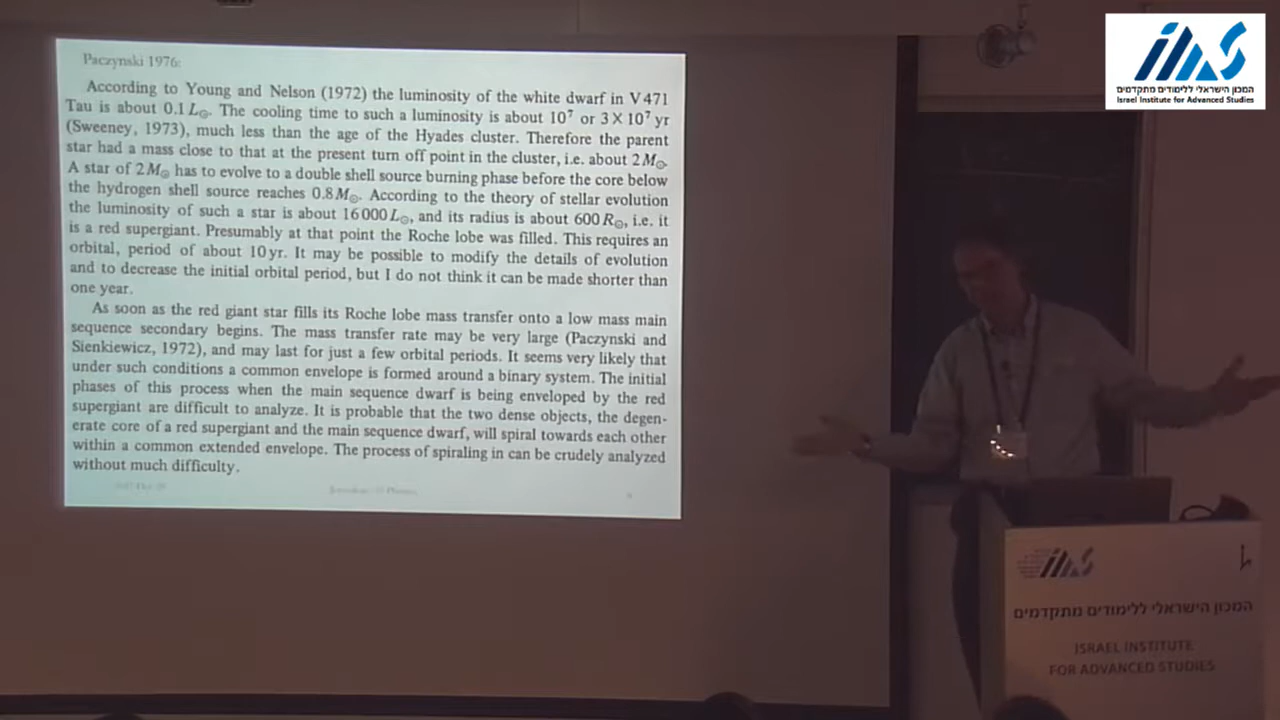 Paczynski 1976:
According to Young and Nelson (1972) the luminosity of the white dwarf in V 471
Tau is about 0.1 L☉. The cooling time to such a luminosity is about 10⁷ or 3×10⁷ yr
(Sweeney, 1973), much less than the age of the Hyades cluster. Therefore the parent
star had a mass close to that at the present turn off point in the cluster, i.e. about 2 M☉.
A star of 2 M☉ has to evolve to a double shell source burning phase before the core below
the hydrogen shell source reaches 0.8 M☉. According to the theory of stellar evolution
the luminosity of such a star is about 16 000 L☉, and its radius is about 600 R☉, i.e. it
is a red supergiant. Presumably at that point the Roche lobe was filled. This requires an
orbital, period of about 10 yr. It may be possible to modify the details of evolution
and to decrease the initial orbital period, but I do not think it can be made shorter than
one year.
As soon as the red giant star fills its Roche lobe mass transfer onto a low mass main
sequence secondary begins. The mass transfer rate may be very large (Paczynski and
Sienkiewicz, 1972), and may last for just a few orbital periods. It seems very likely that
under such conditions a common envelope is formed around a binary system. The initial
phases of this process when the main sequence dwarf is being enveloped by the red
supergiant are difficult to analyze. It is probable that the two dense objects, the degen-
erate core of a red supergiant and the main sequence dwarf, will spiral towards each other
within a common extended envelope. The process of spiraling in can be crudely analyzed
without much difficulty.
IIAS
המכון הישראלי ללימודים מתקדמים
Israel Institute for Advanced Studies
IIAS
המכון הישראלי ללימודים מתקדמים
ISRAEL INSTITUTE
FOR ADVANCED STUDIES